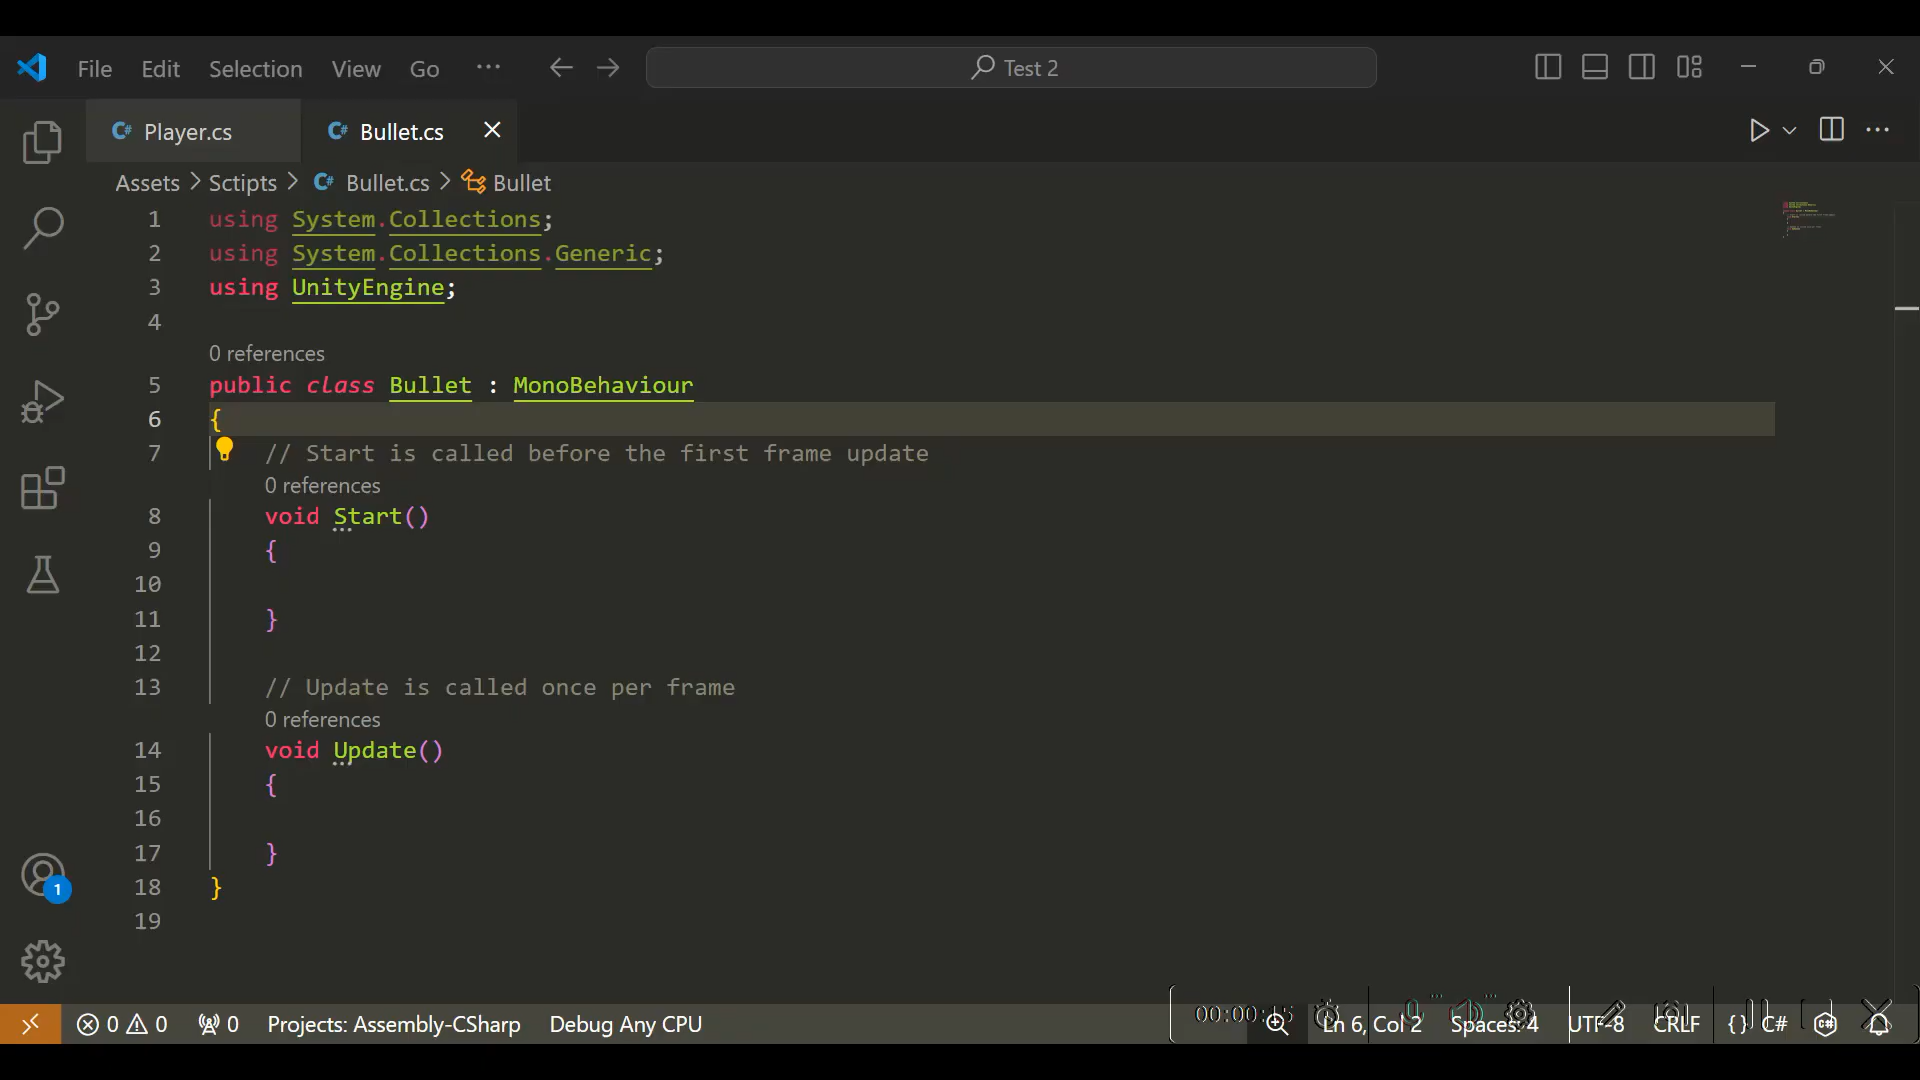 File Edit Selection View Go ··· Test 2
Player.cs Bullet.cs
Assets > Sctipts > Bullet.cs > Bullet
1 using System.Collections;
2 using System.Collections.Generic;
3 using UnityEngine;
4
0 references
5 public class Bullet : MonoBehaviour
6 {
7 // Start is called before the first frame update
0 references
8 void Start()
9 {
10
11 }
12
13 // Update is called once per frame
0 references
14 void Update()
15 {
16
17 }
18 }
19
1
0 0 0 Projects: Assembly-CSharp Debug Any CPU Ln 6, Col 2 Spaces: 4 UTF-8 CRLF {} C#